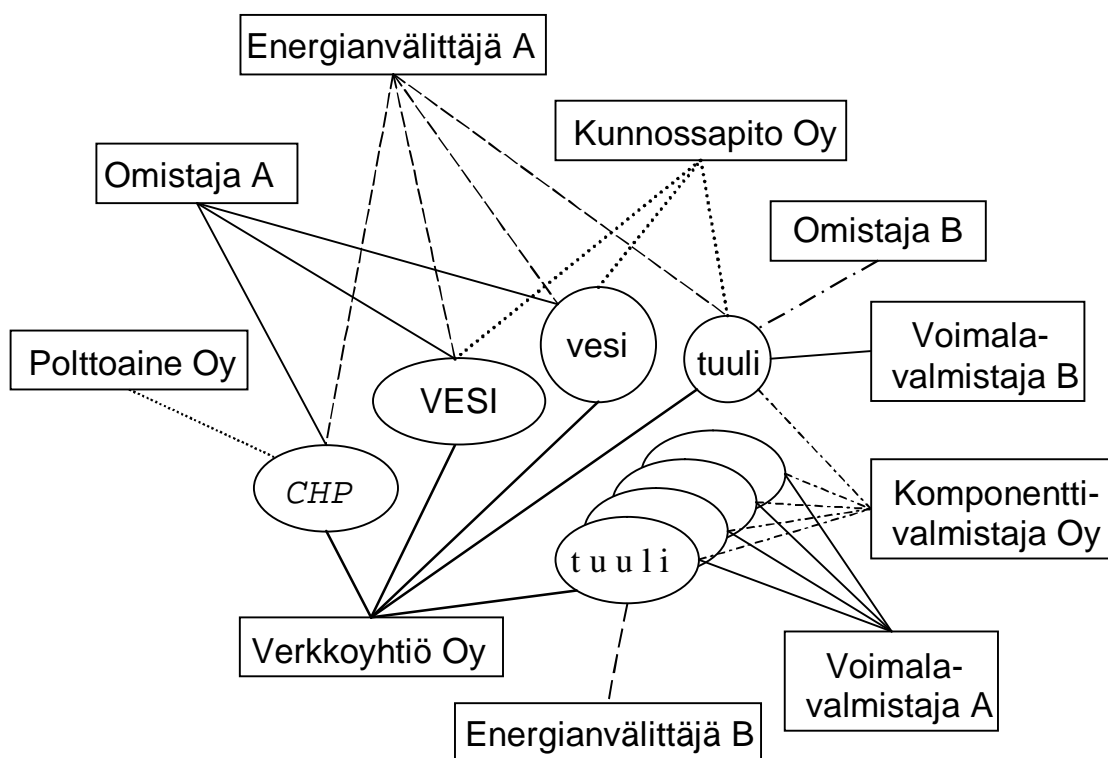 Energianvälittäjä A
Kunnossapito Oy
Omistaja A
Omistaja B
Polttoaine Oy
vesi
tuuli
Voimala-
valmistaja B
VESI
CHP
Komponentti-
valmistaja Oy
tuuli
Verkkoyhtiö Oy
Voimala-
valmistaja A
Energianvälittäjä B